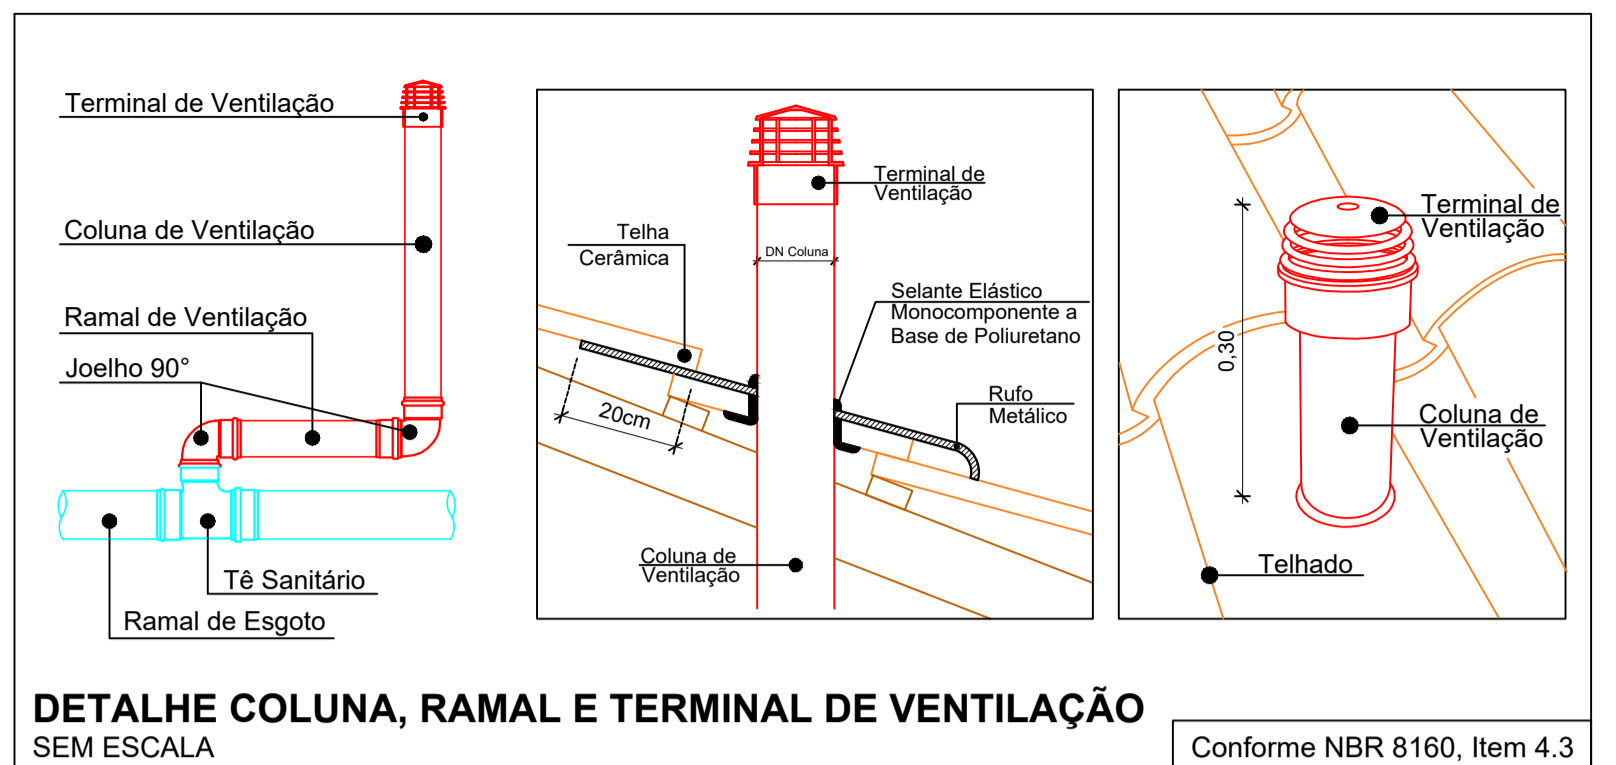 Terminal de Ventilação
Coluna de Ventilação
Ramal de Ventilação
Joelho 90°
Tê Sanitário
Ramal de Esgoto
Terminal de
Ventilação
Telha
Cerâmica
DN Coluna
Selante Elástico
Monocomponente a
Base de Poliuretano
Rufo
Metálico
20cm
Coluna de
Ventilação
Terminal de
Ventilação
0,30
Coluna de
Ventilação
Telhado
DETALHE COLUNA, RAMAL E TERMINAL DE VENTILAÇÃO
SEM ESCALA
Conforme NBR 8160, Item 4.3